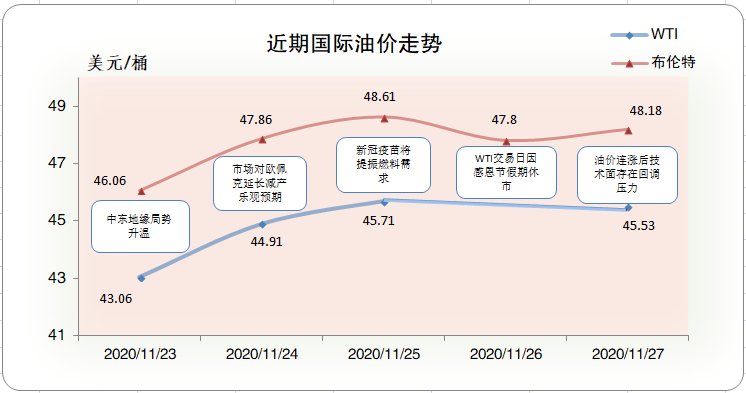 近期国际油价走势
WTI
布伦特
美元/桶
49
47
45
43
41
46.06
47.86
48.61
47.8
48.18
中东地缘局势
升温
市场对欧佩
克延长减产
乐观预期
新冠疫苗将
提振燃料需
求
WTI交易日因
感恩节假期休
市
油价连涨后技
术面存在回调
压力
43.06
44.91
45.71
45.53
2020/11/23
2020/11/24
2020/11/25
2020/11/26
2020/11/27